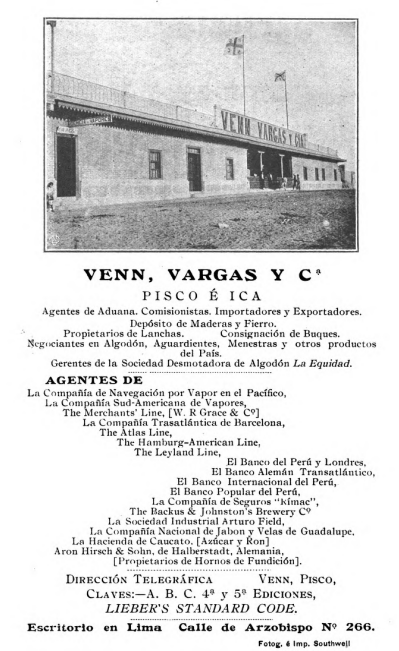 VENN VARGAS Y CIA
VENN, VARGAS Y Cª
PISCO É ICA
Agentes de Aduana. Comisionistas. Importadores y Exportadores.
Depósito de Maderas y Fierro.
Propietarios de Lanchas. Consignación de Buques.
Negociantes en Algodón, Aguardientes, Menestras y otros productos
del País.
Gerentes de la Sociedad Desmotadora de Algodón La Equidad.
AGENTES DE
La Compañía de Navegación por Vapor en el Pacífico,
La Compañía Sud-Americana de Vapores,
The Merchants' Line, [W. R Grace & Cº]
La Compañía Trasatlántica de Barcelona,
The Atlas Line,
The Hamburg-American Line,
The Leyland Line,
El Banco del Perú y Londres,
El Banco Alemán Transatlántico,
El Banco Internacional del Perú,
El Banco Popular del Perú,
La Compañía de Seguros "Rímac",
The Backus & Johnston's Brewery Cº
La Sociedad Industrial Arturo Field,
La Compañía Nacional de Jabon y Velas de Guadalupe,
La Hacienda de Caucato. [Azúcar y Ron]
Aron Hirsch & Sohn, de Halberstadt, Alemania,
[Propietarios de Hornos de Fundición].
DIRECCIÓN TELEGRÁFICA VENN, PISCO,
CLAVES:—A. B. C. 4ª y 5ª EDICIONES,
LIEBER'S STANDARD CODE.
Escritorio en Lima Calle de Arzobispo Nº 266.
Fotog. é Imp. Southwell